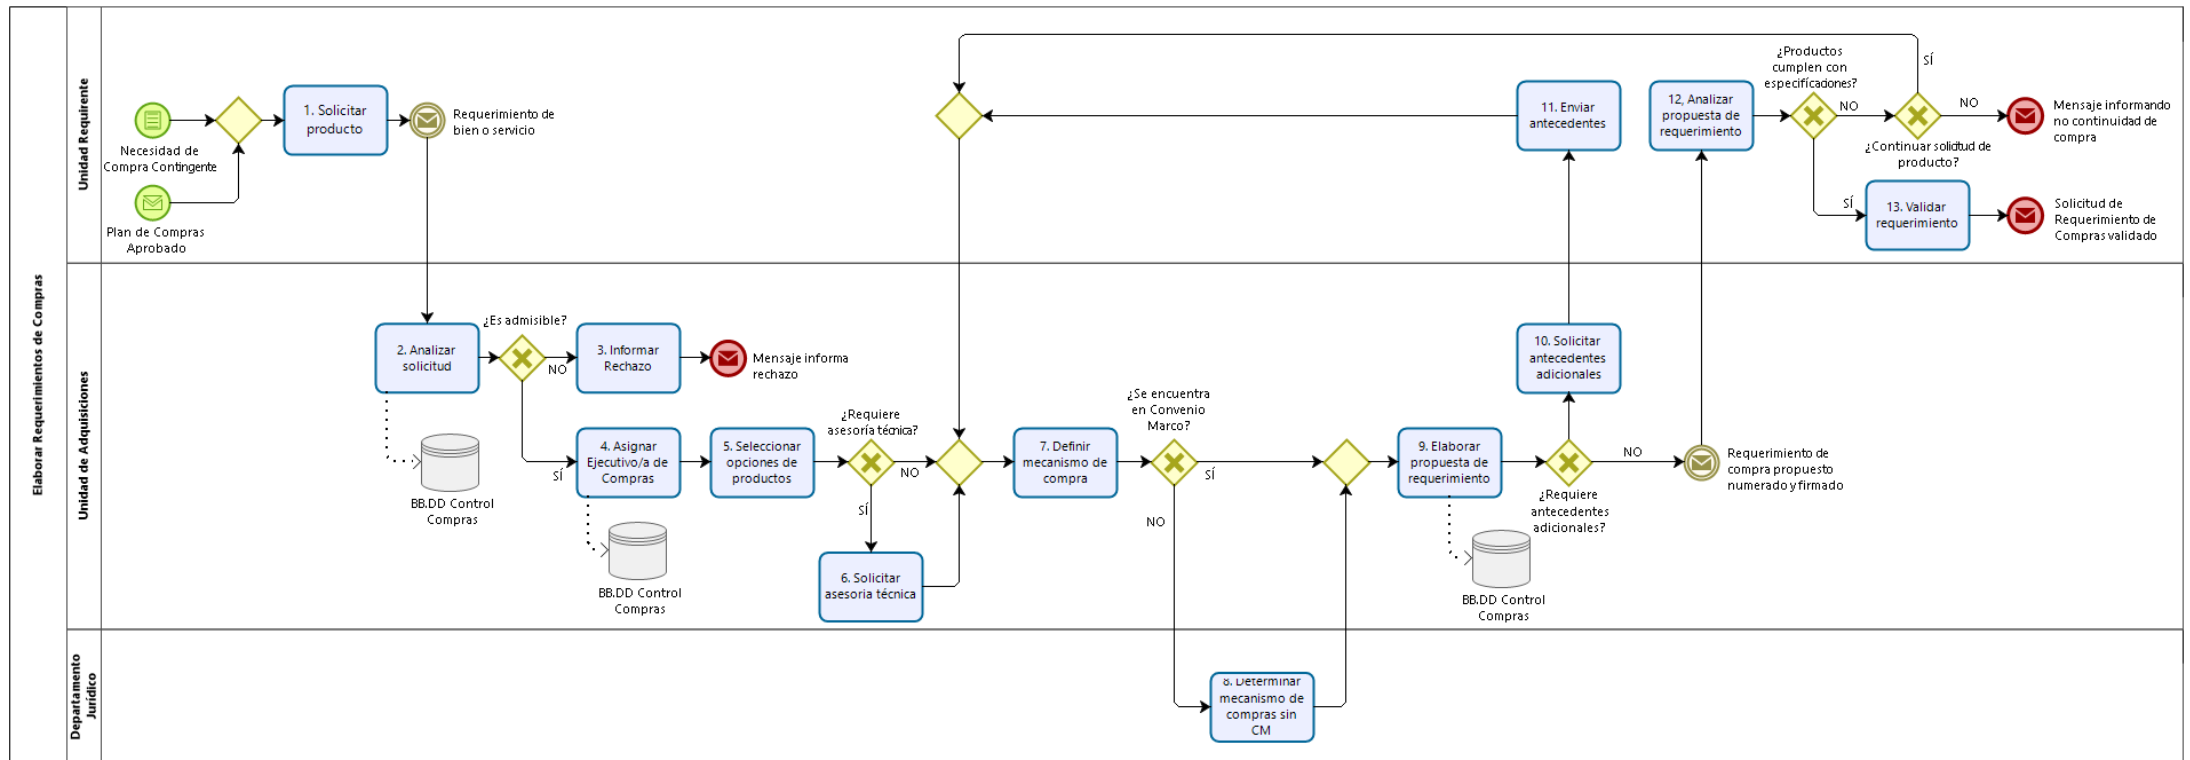 Elaborar Requerimientos de Compras
Unidad Requirente
Necesidad de
Compra Contingente
Plan de Compras
Aprobado
1. Solicitar
producto
Requerimiento de
bien o servicio
11. Enviar
antecedentes
12, Analizar
propuesta de
requerimiento
¿Productos
cumplen con
especifícaciones?
NO
SÍ
¿Continuar solicitud de
producto?
SÍ
NO
Mensaje informando
no continuidad de
compra
13. Validar
requerimiento
Solicitud de
Requerimiento de
Compras validado
Unidad de Adquisiciones
2. Analizar
solicitud
BB.DD Control
Compras
¿Es admisible?
NO
SÍ
3. Informar
Rechazo
Mensaje informa
rechazo
4. Asignar
Ejecutivo/a de
Compras
BB.DD Control
Compras
5. Seleccionar
opciones de
productos
¿Requiere
asesoría técnica?
NO
SÍ
6. Solicitar
asesoria técnica
7. Definir
mecanismo de
compra
¿Se encuentra
en Convenio
Marco?
SÍ
NO
9. Elaborar
propuesta de
requerimiento
BB.DD Control
Compras
10. Solicitar
antecedentes
adicionales
¿Requiere
antecedentes
adicionales?
NO
Requerimiento de
compra propuesto
numerado y firmado
Departamento
Jurídico
8. Determinar
mecanismo de
compras sin
CM